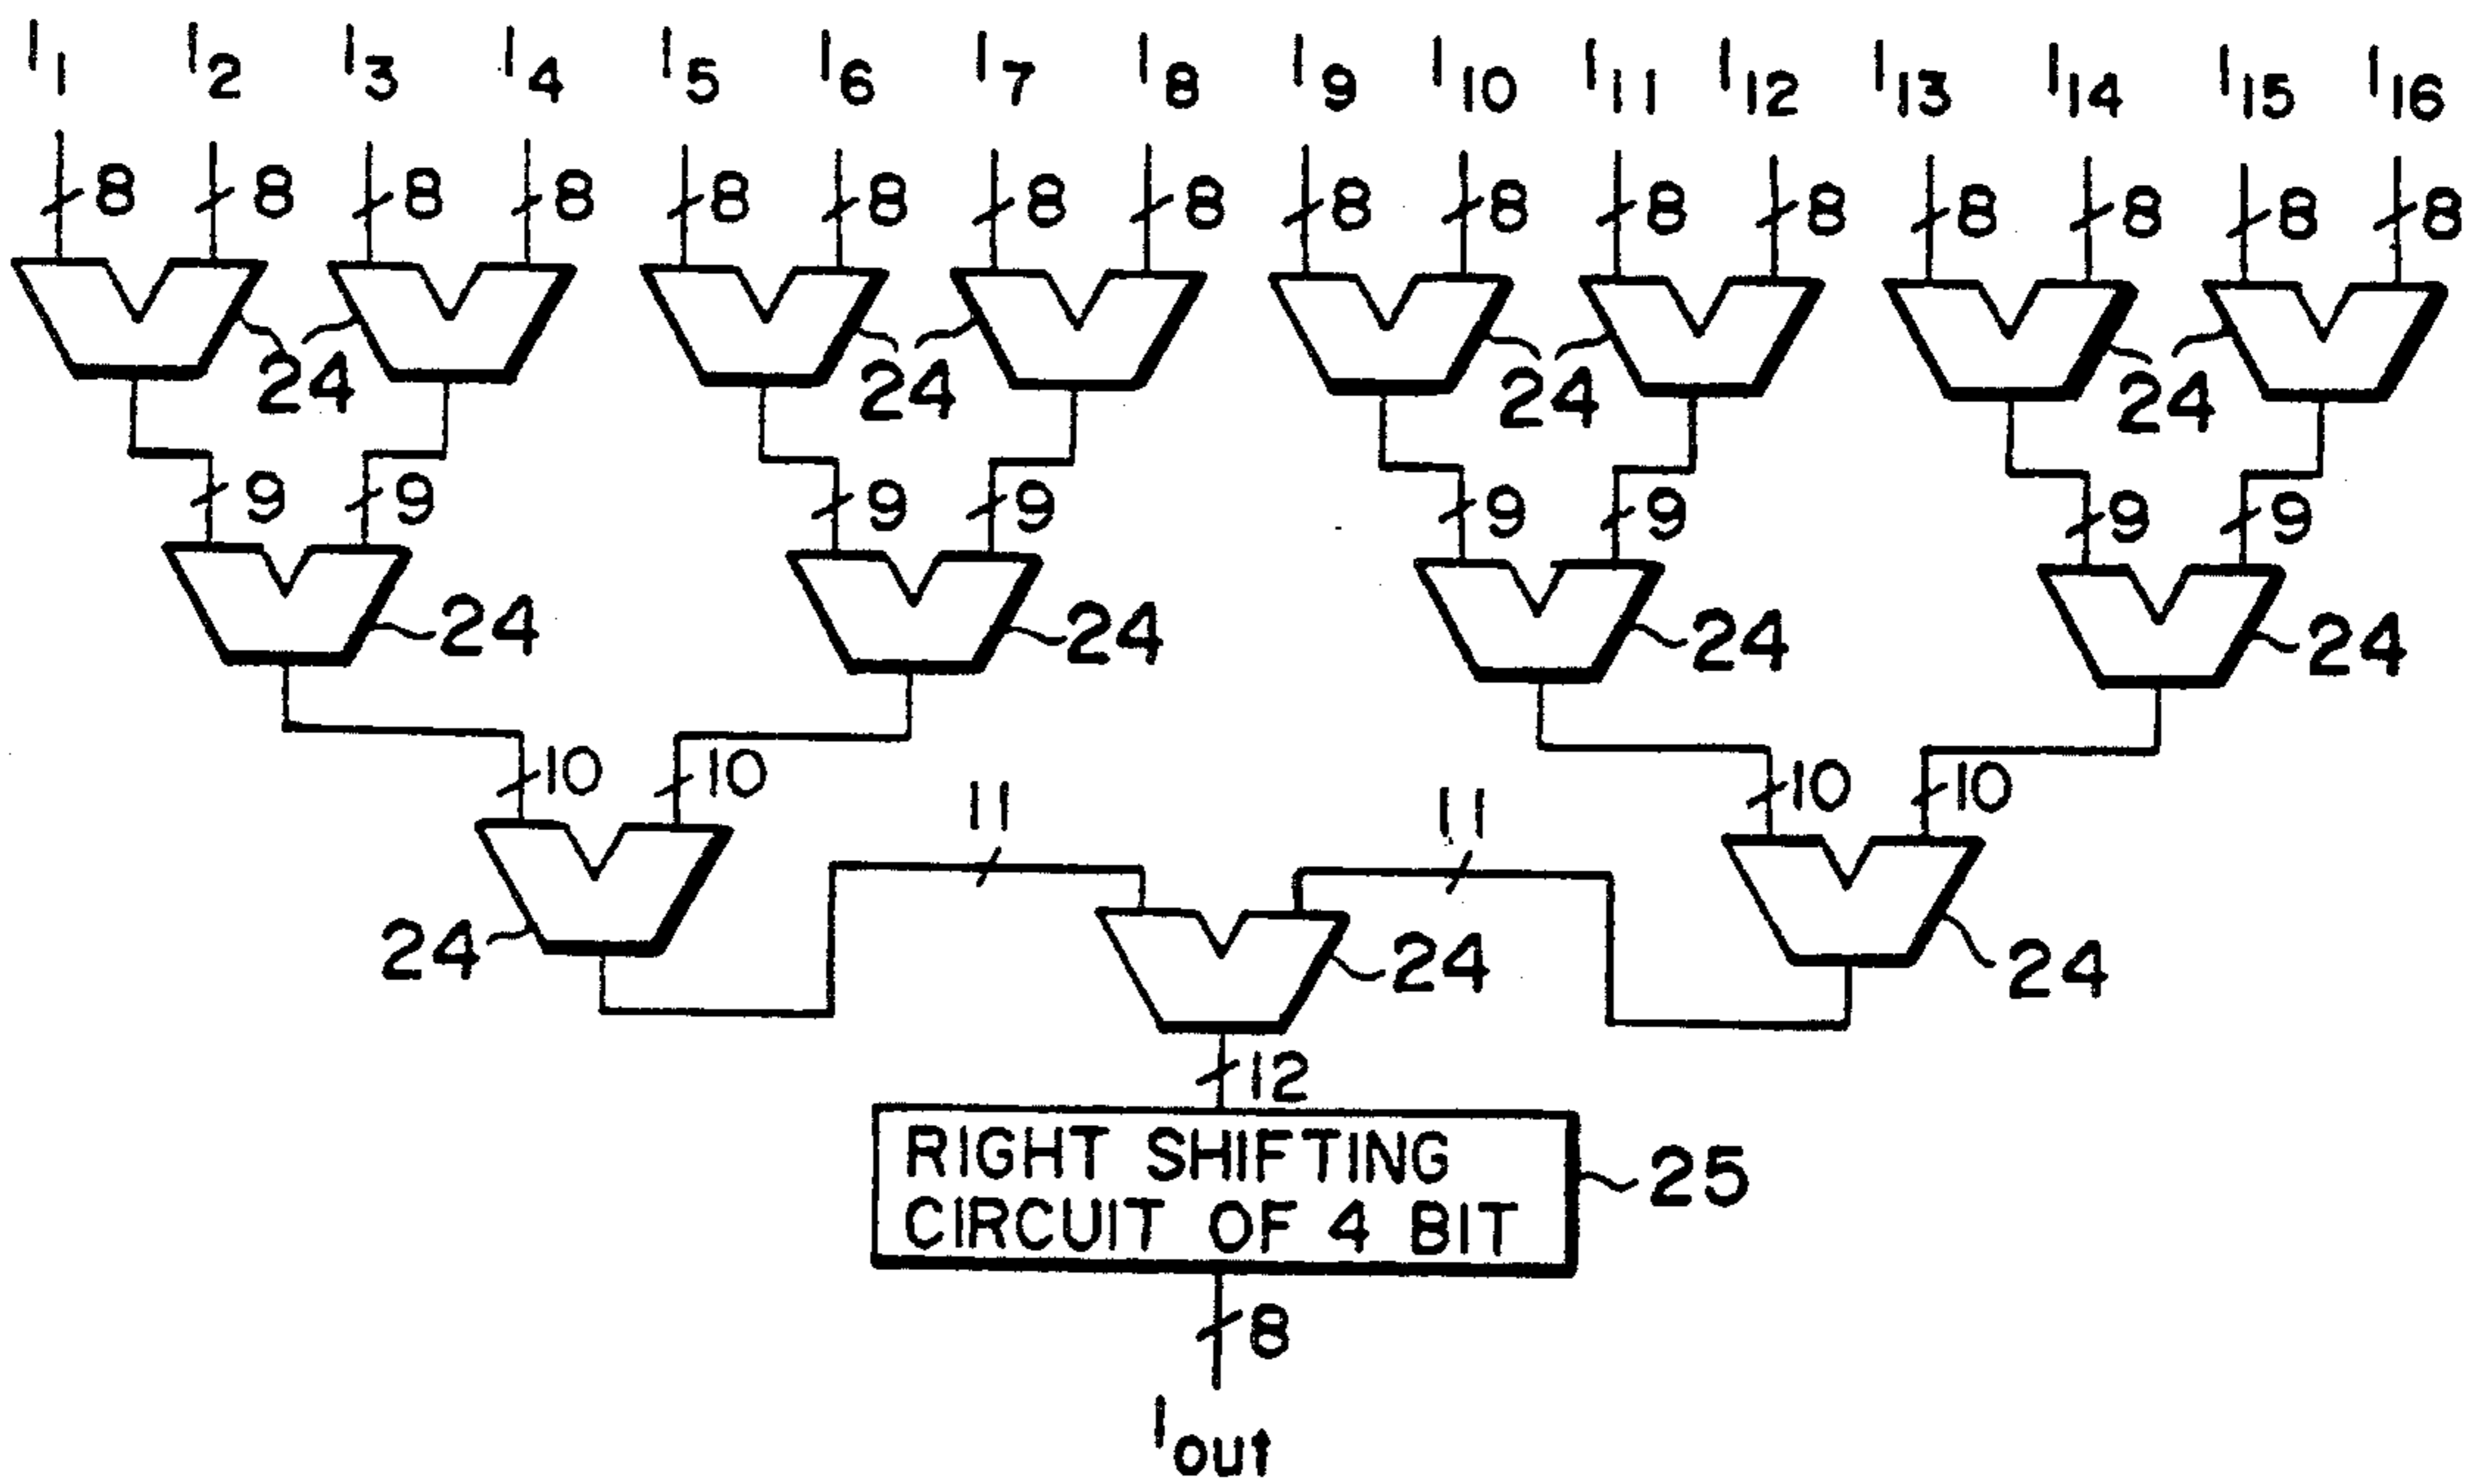 I1 I2 I3 I4 I5 I6 I7 I8 I9 I10 I11 I12 I13 I14 I15 I16
8 8 8 8 8 8 8 8 8 8 8 8 8 8 8 8
24 24 24 24
9 9 9 9 9 9 9 9
24 24 24 24
10 10 10 10
11 11
24 24 24
12
RIGHT SHIFTING
CIRCUIT OF 4 BIT
25
8
Iout